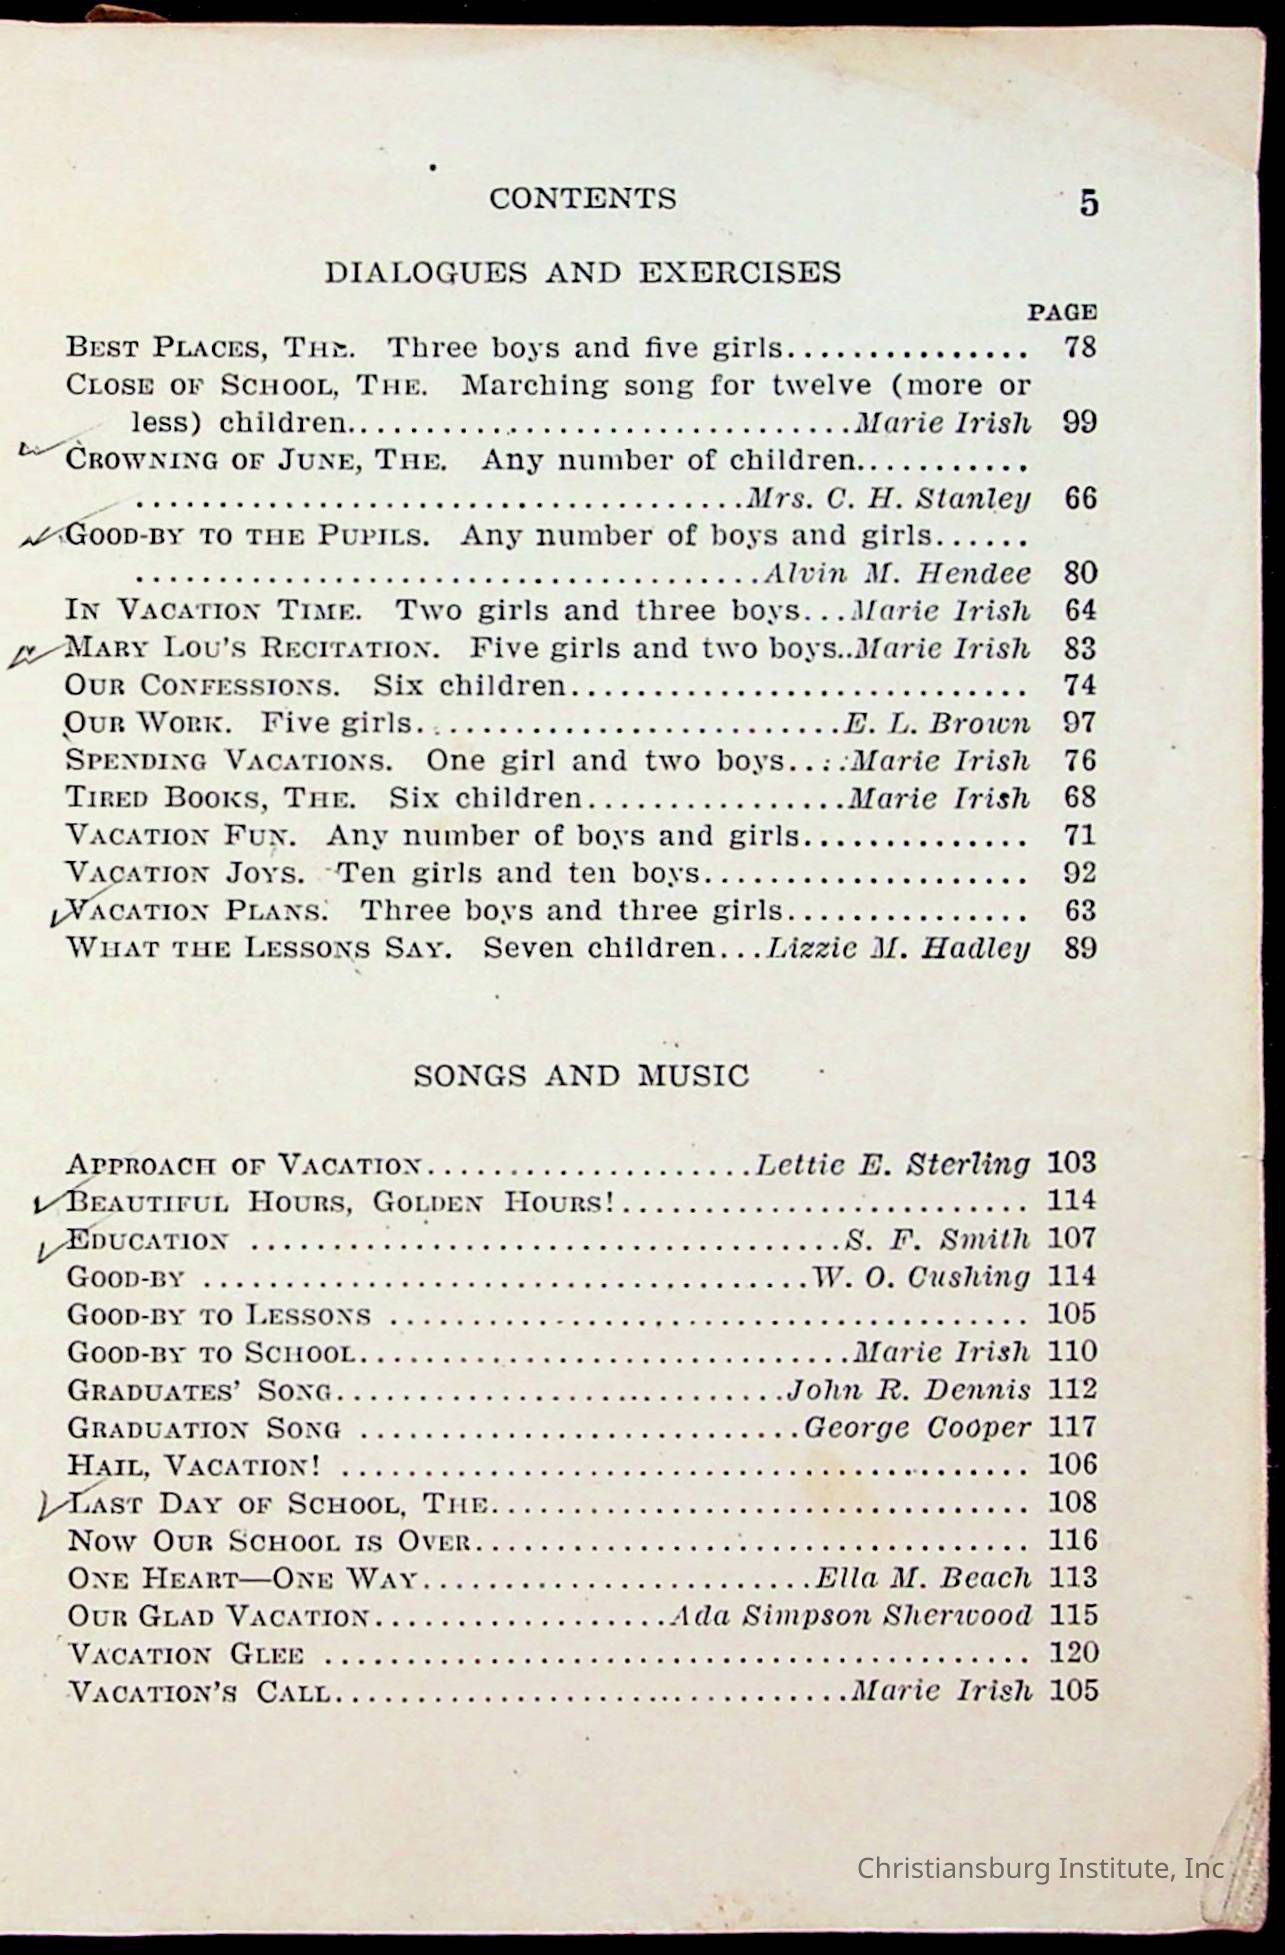 CONTENTS 5
DIALOGUES AND EXERCISES
PAGE
BEST PLACES, THE. Three boys and five girls............... 78
CLOSE OF SCHOOL, THE. Marching song for twelve (more or
less) children...............................Marie Irish 99
CROWNING OF JUNE, THE. Any number of children...........
.....................................Mrs. C. H. Stanley 66
GOOD-BY TO THE PUPILS. Any number of boys and girls......
......................................Alvin M. Hendee 80
IN VACATION TIME. Two girls and three boys...Marie Irish 64
MARY LOU'S RECITATION. Five girls and two boys..Marie Irish 83
OUR CONFESSIONS. Six children............................ 74
OUR WORK. Five girls..........................E. L. Brown 97
SPENDING VACATIONS. One girl and two boys....Marie Irish 76
TIRED BOOKS, THE. Six children................Marie Irish 68
VACATION FUN. Any number of boys and girls.............. 71
VACATION JOYS. Ten girls and ten boys.................... 92
VACATION PLANS. Three boys and three girls............... 63
WHAT THE LESSONS SAY. Seven children...Lizzie M. Hadley 89
SONGS AND MUSIC
APPROACH OF VACATION....................Lettie E. Sterling 103
BEAUTIFUL HOURS, GOLDEN HOURS!......................... 114
EDUCATION ....................................S. F. Smith 107
GOOD-BY .....................................W. O. Cushing 114
GOOD-BY TO LESSONS ....................................... 105
GOOD-BY TO SCHOOL..............................Marie Irish 110
GRADUATES' SONG...........................John R. Dennis 112
GRADUATION SONG ...........................George Cooper 117
HAIL, VACATION! .......................................... 106
LAST DAY OF SCHOOL, THE................................. 108
NOW OUR SCHOOL IS OVER.................................. 116
ONE HEART—ONE WAY........................Ella M. Beach 113
OUR GLAD VACATION..................Ada Simpson Sherwood 115
VACATION GLEE ........................................... 120
VACATION'S CALL...............................Marie Irish 105
Christiansburg Institute, Inc